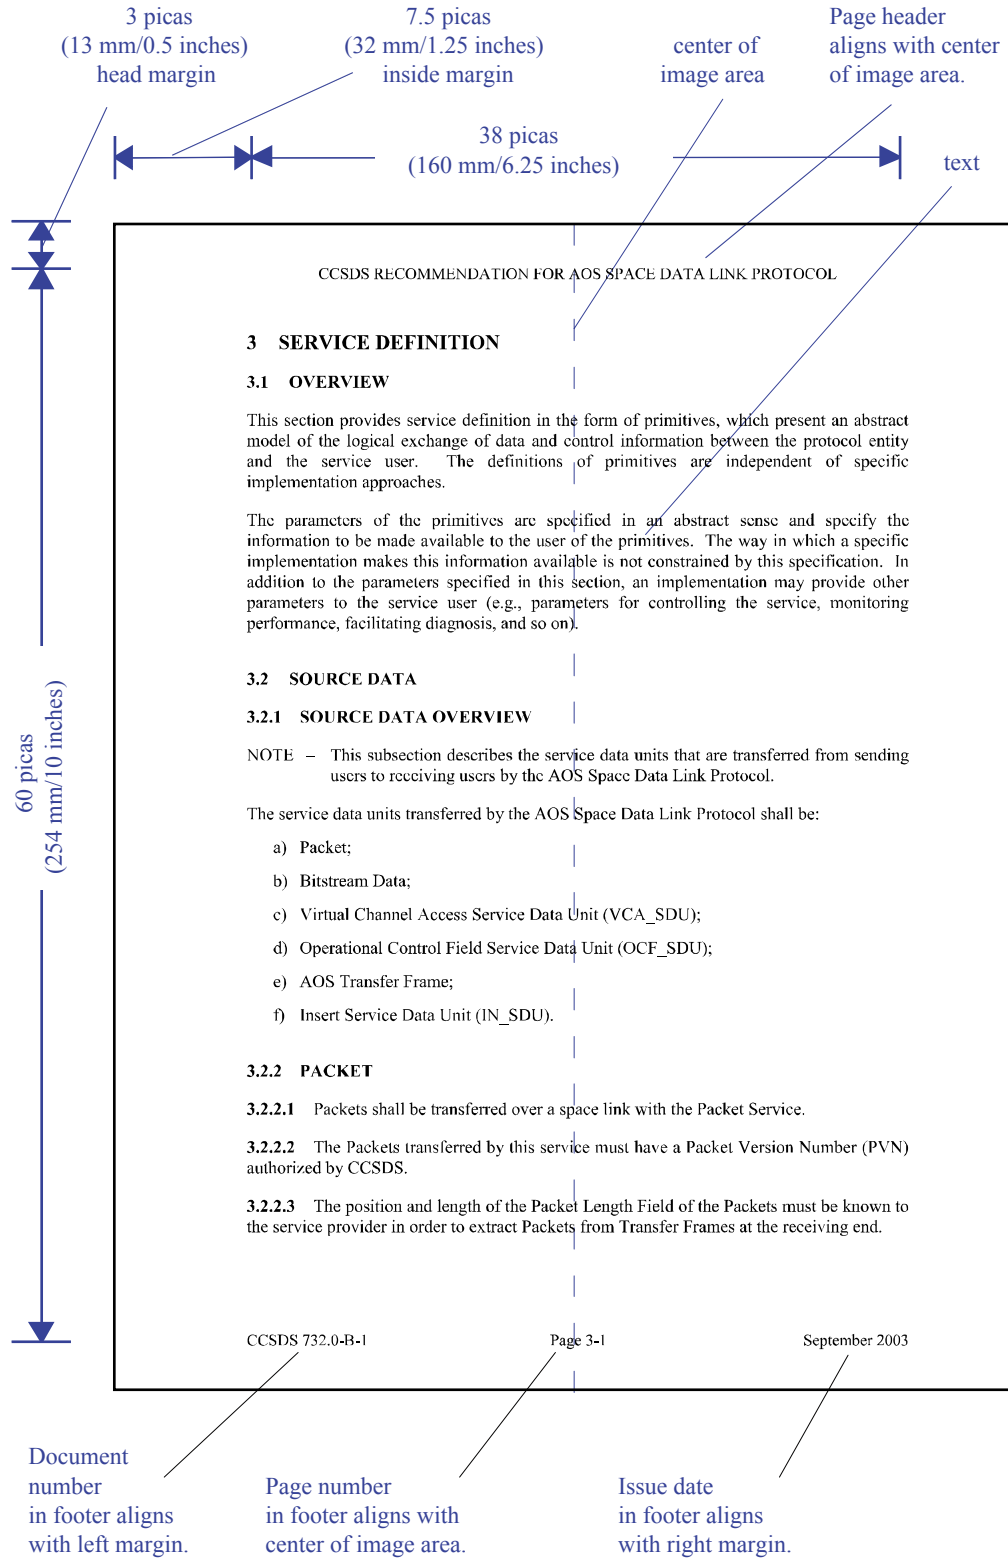 3 picas
(13 mm/0.5 inches)
head margin
7.5 picas
(32 mm/1.25 inches)
inside margin
center of
image area
Page header
aligns with center
of image area.
38 picas
(160 mm/6.25 inches)
text
60 picas
(254 mm/10 inches)
CCSDS RECOMMENDATION FOR AOS SPACE DATA LINK PROTOCOL
3 SERVICE DEFINITION
3.1 OVERVIEW
This section provides service definition in the form of primitives, which present an abstract
model of the logical exchange of data and control information between the protocol entity
and the service user. The definitions of primitives are independent of specific
implementation approaches.
The parameters of the primitives are specified in an abstract sense and specify the
information to be made available to the user of the primitives. The way in which a specific
implementation makes this information available is not constrained by this specification. In
addition to the parameters specified in this section, an implementation may provide other
parameters to the service user (e.g., parameters for controlling the service, monitoring
performance, facilitating diagnosis, and so on).
3.2 SOURCE DATA
3.2.1 SOURCE DATA OVERVIEW
NOTE – This subsection describes the service data units that are transferred from sending
users to receiving users by the AOS Space Data Link Protocol.
The service data units transferred by the AOS Space Data Link Protocol shall be:
a) Packet;
b) Bitstream Data;
c) Virtual Channel Access Service Data Unit (VCA_SDU);
d) Operational Control Field Service Data Unit (OCF_SDU);
e) AOS Transfer Frame;
f) Insert Service Data Unit (IN_SDU).
3.2.2 PACKET
3.2.2.1 Packets shall be transferred over a space link with the Packet Service.
3.2.2.2 The Packets transferred by this service must have a Packet Version Number (PVN)
authorized by CCSDS.
3.2.2.3 The position and length of the Packet Length Field of the Packets must be known to
the service provider in order to extract Packets from Transfer Frames at the receiving end.
CCSDS 732.0-B-1 Page 3-1 September 2003
Document
number
in footer aligns
with left margin.
Page number
in footer aligns with
center of image area.
Issue date
in footer aligns
with right margin.